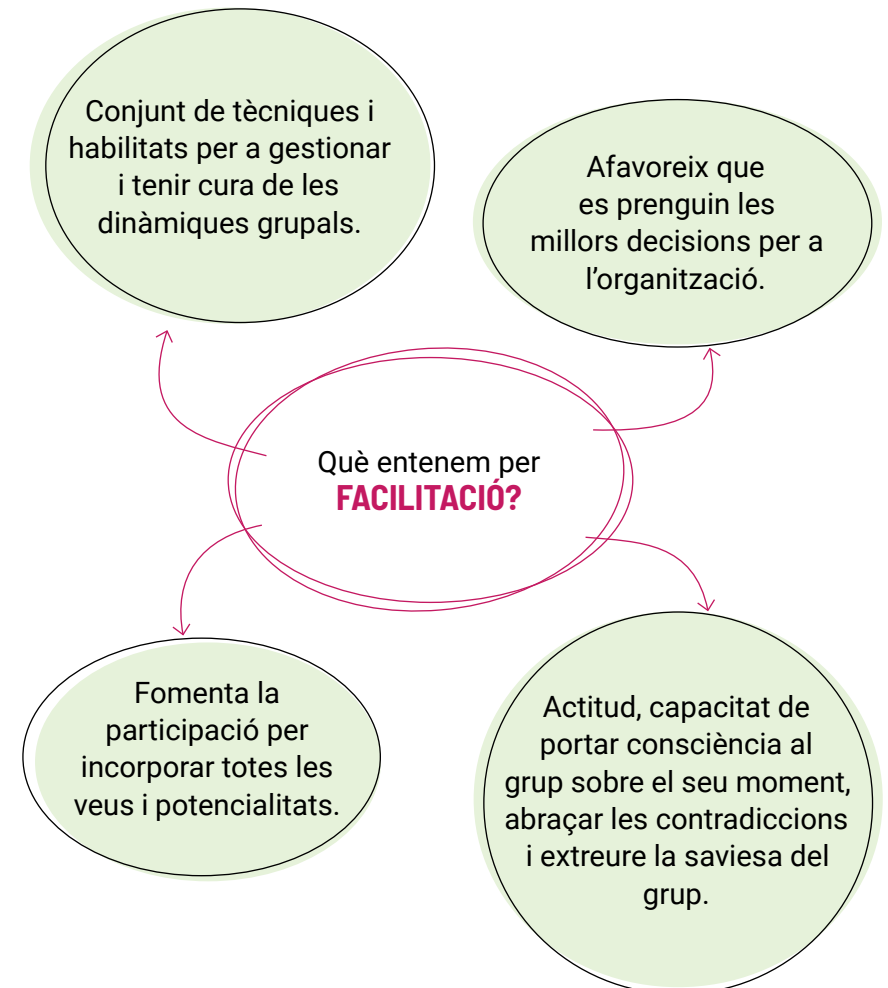 Conjunt de tècniques i
habilitats per a gestionar
i tenir cura de les
dinàmiques grupals.
Afavoreix que
es prenguin les
millors decisions per a
l’organització.
Què entenem per
FACILITACIÓ?
Fomenta la
participació per
incorporar totes les
veus i potencialitats.
Actitud, capacitat de
portar consciència al
grup sobre el seu moment,
abraçar les contradiccions
i extreure la saviesa del
grup.